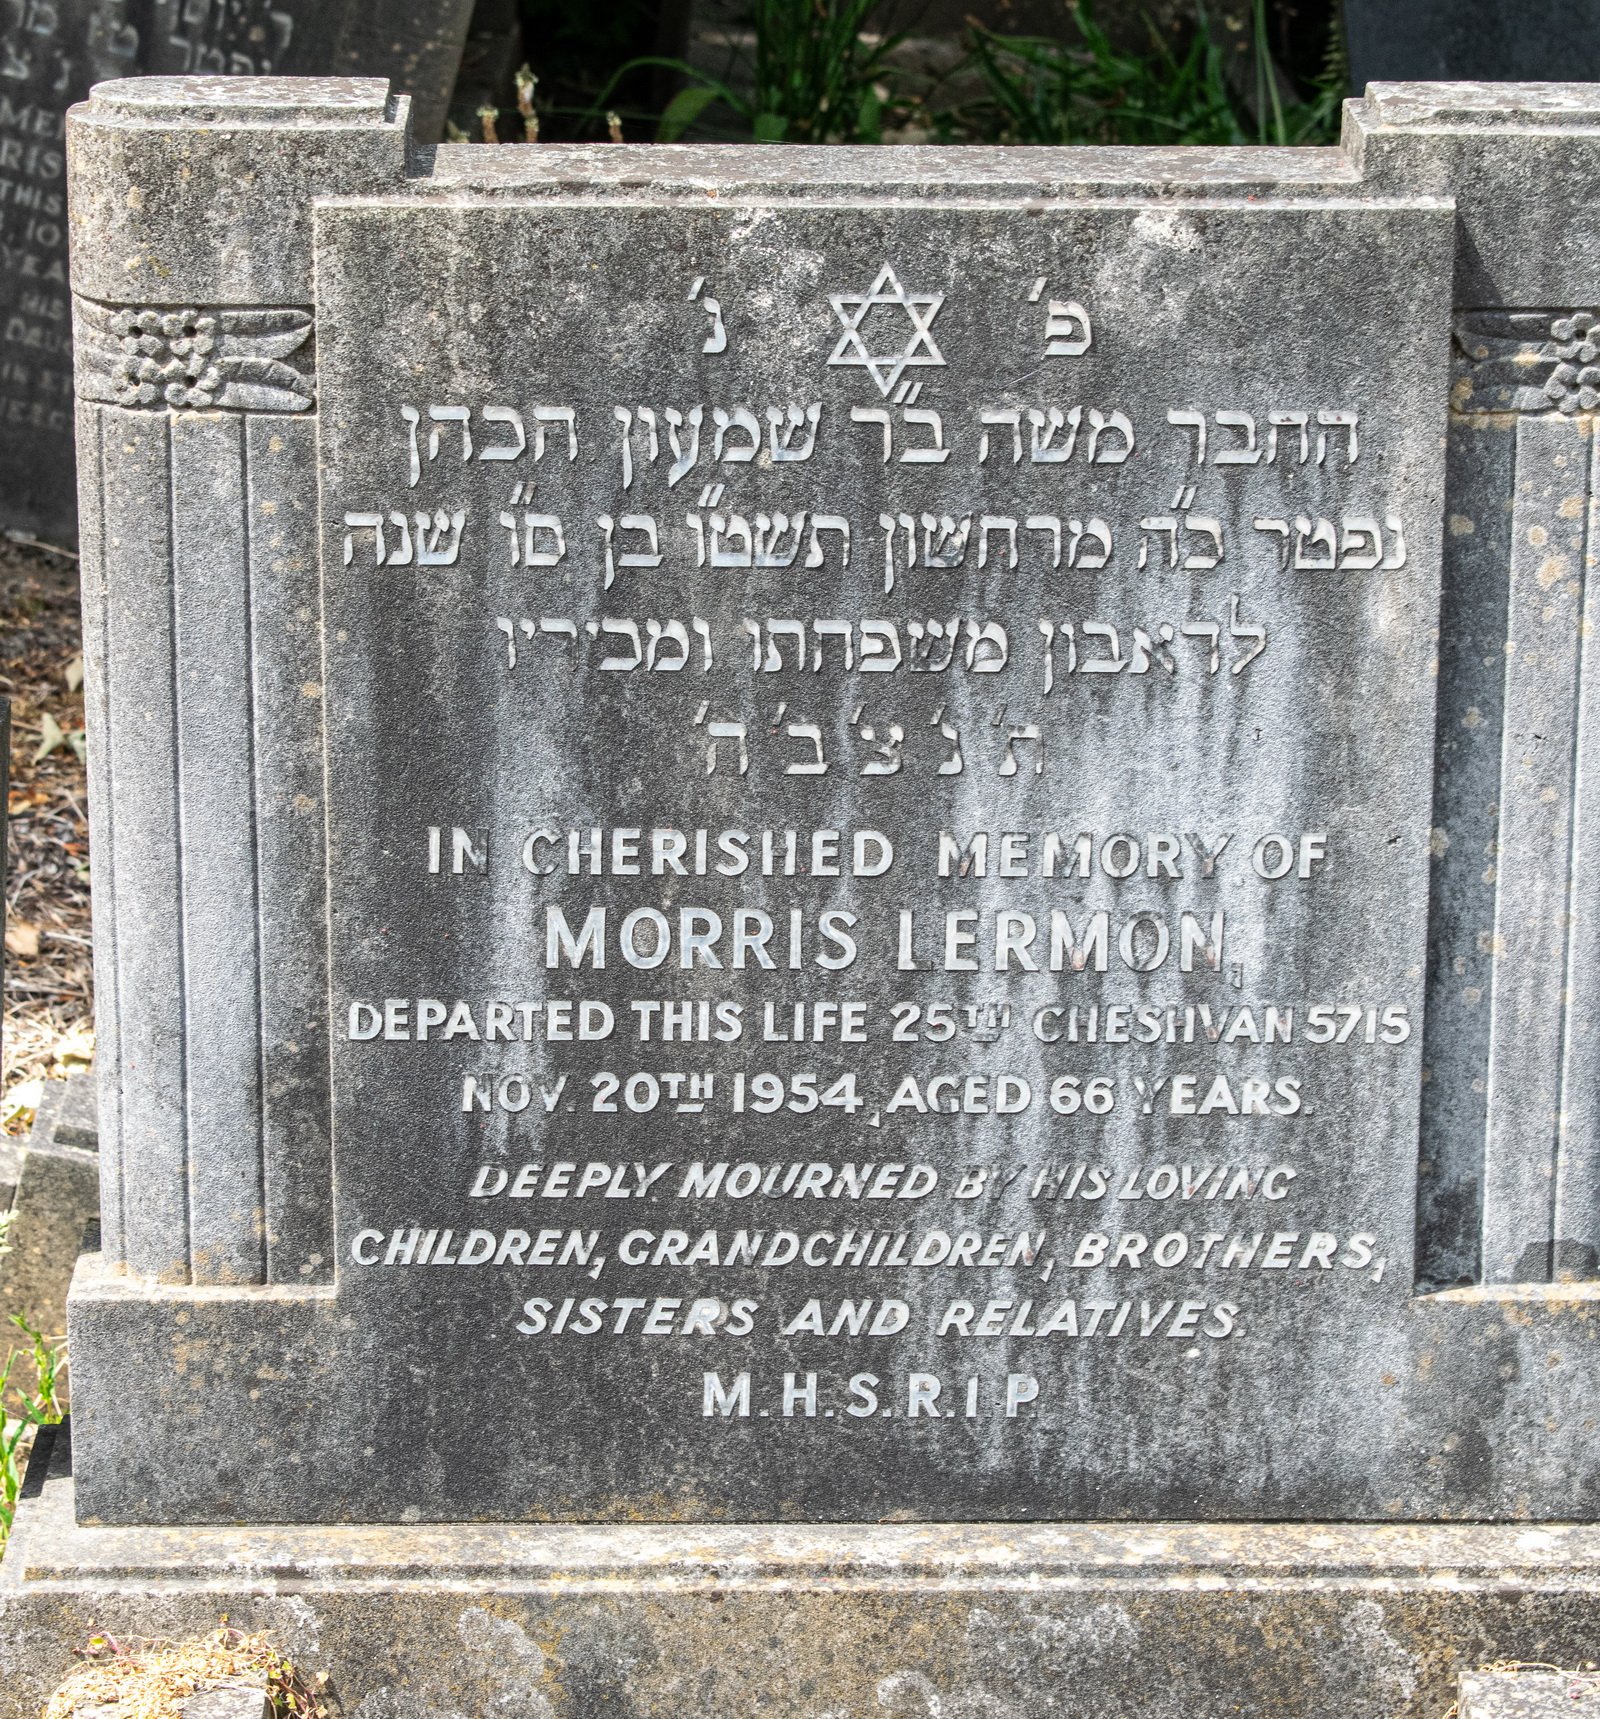 פ' נ'
החבר משה ב"ר שמעון הכהן
נפטר כ"ה מרחשון תשט"ו בן ס"ו שנה
לדאבון משפחתו ומכיריו
ת' נ' צ' ב' ה'
IN CHERISHED MEMORY OF
MORRIS LERMON,
DEPARTED THIS LIFE 25TH CHESHVAN 5715
NOV. 20TH 1954, AGED 66 YEARS.
DEEPLY MOURNED BY HIS LOVING
CHILDREN, GRANDCHILDREN, BROTHERS,
SISTERS AND RELATIVES.
M.H.S.R.I.P.